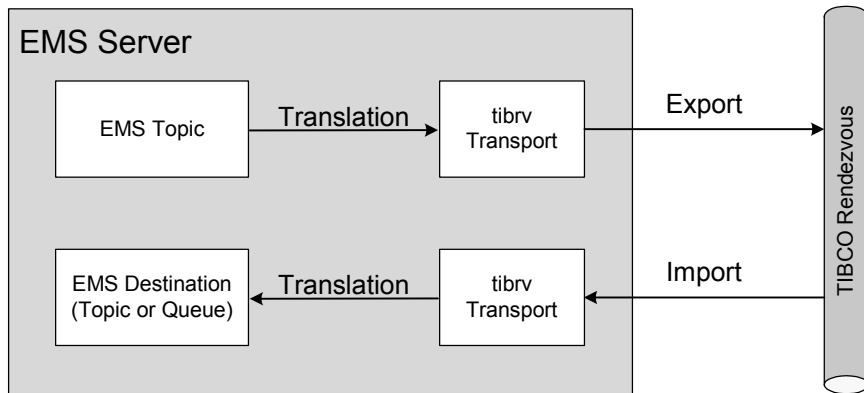 EMS Server
EMS Topic
Translation
tibrv
Transport
Export
EMS Destination
(Topic or Queue)
Translation
tibrv
Transport
Import
TIBCO Rendezvous